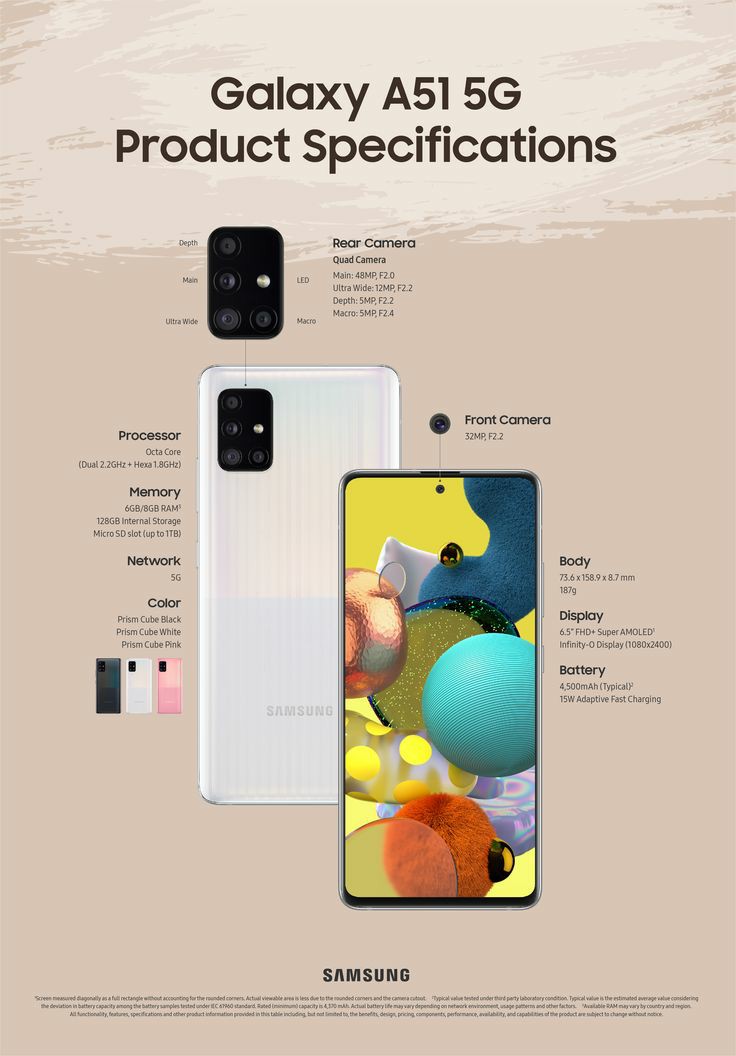 Galaxy A51 5G
Product Specifications
Depth
Main
Ultra Wide
LED
Macro
Rear Camera
Quad Camera
Main: 48MP, F2.0
Ultra Wide: 12MP, F2.2
Depth: 5MP, F2.2
Macro: 5MP, F2.4
Front Camera
32MP, F2.2
Processor
Octa Core
(Dual 2.2GHz + Hexa 1.8GHz)
Memory
6GB/8GB RAM³
128GB Internal Storage
Micro SD slot (up to 1TB)
Network
5G
Color
Prism Cube Black
Prism Cube White
Prism Cube Pink
SAMSUNG
Body
73.6 x 158.9 x 8.7 mm
187g
Display
6.5" FHD+ Super AMOLED¹
Infinity-O Display (1080x2400)
Battery
4,500mAh (Typical)²
15W Adaptive Fast Charging
SAMSUNG
¹Screen measured diagonally as a full rectangle without accounting for the rounded corners. Actual viewable area is less due to the rounded corners and the camera cutout. ²Typical value tested under third party laboratory condition. Typical value is the estimated average value considering
the deviation in battery capacity among the battery samples tested under IEC 61960 standard. Rated (minimum) capacity is 4,370 mAh. Actual battery life may vary depending on network environment, usage patterns and other factors. ³Available RAM may vary by country and region.
All functionality, features, specifications and other product information provided in this table including, but not limited to, the benefits, design, pricing, components, performance, availability, and capabilities of the product are subject to change without notice.